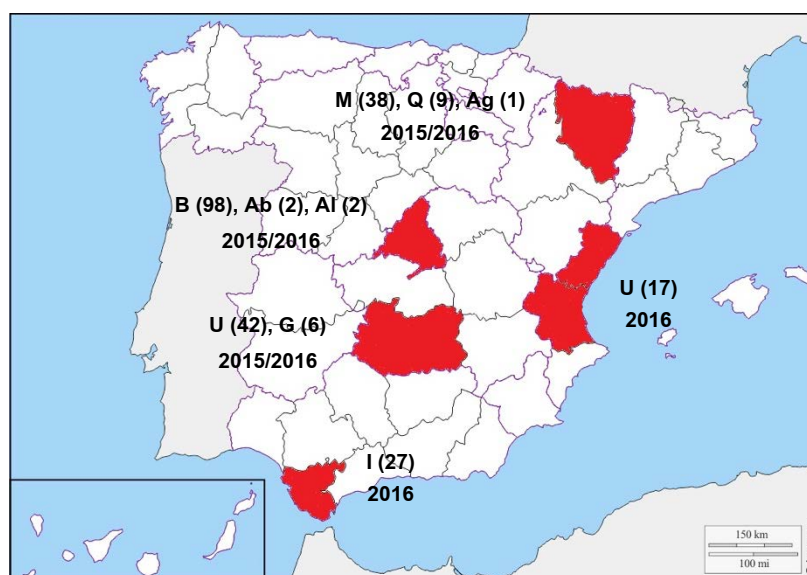 M (38), Q (9), Ag (1)
2015/2016
B (98), Ab (2), Al (2)
2015/2016
U (17)
2016
U (42), G (6)
2015/2016
I (27)
2016
150 km
100 mi